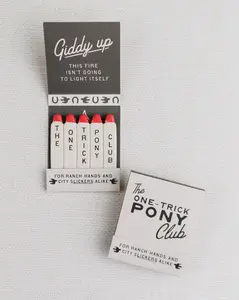 Giddy up
THIS FIRE
ISN'T GOING
TO LIGHT ITSELF
THE
ONE
TRICK
PONY
CLUB
FOR RANCH HANDS AND
CITY SLICKERS ALIKE
The
ONE-TRICK
PONY
Club
FOR RANCH HANDS AND
CITY SLICKERS ALIKE